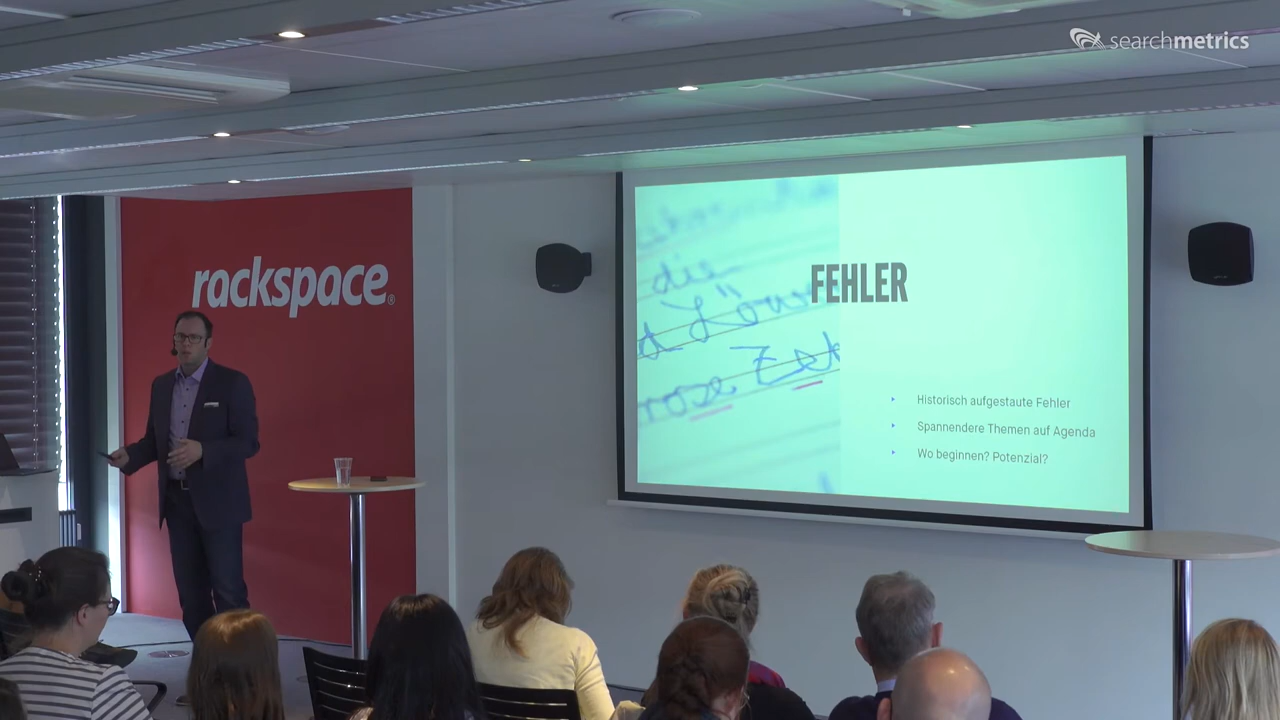 searchmetrics
rackspace®
FEHLER
Historisch aufgestaute Fehler
Spannendere Themen auf Agenda
Wo beginnen? Potenzial?